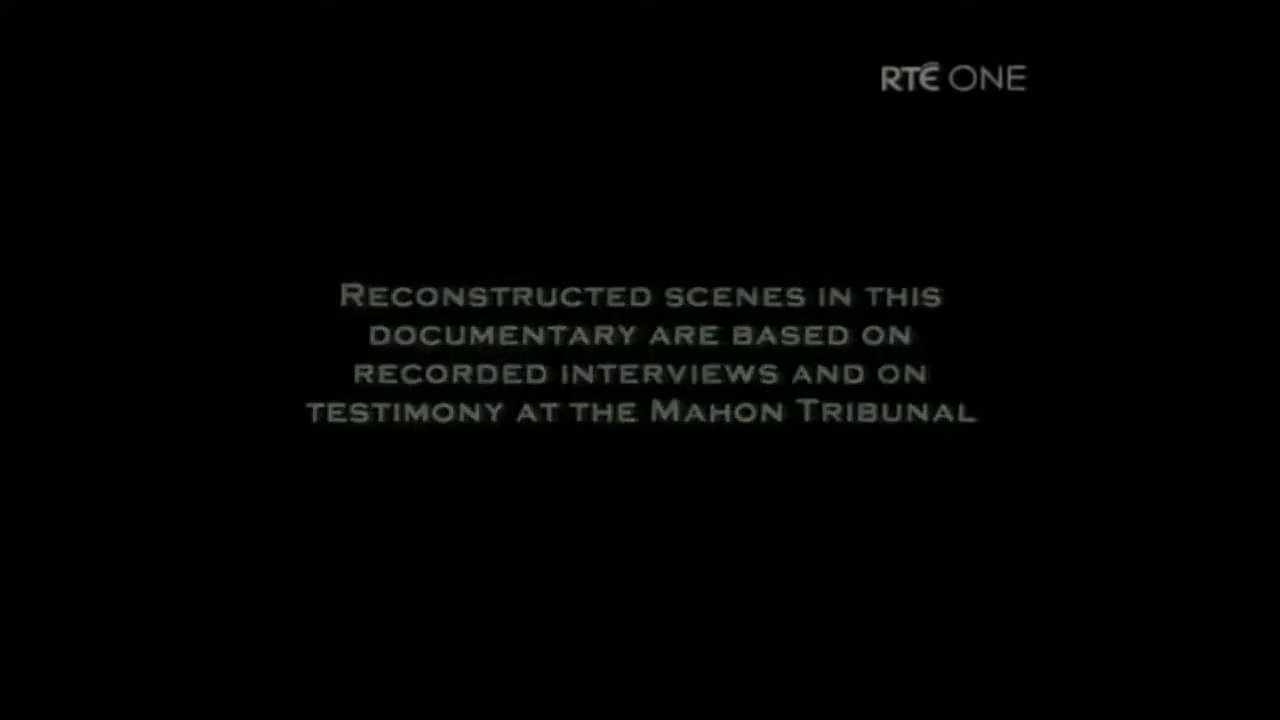 RTÉ ONE
RECONSTRUCTED SCENES IN THIS
DOCUMENTARY ARE BASED ON
RECORDED INTERVIEWS AND ON
TESTIMONY AT THE MAHON TRIBUNAL